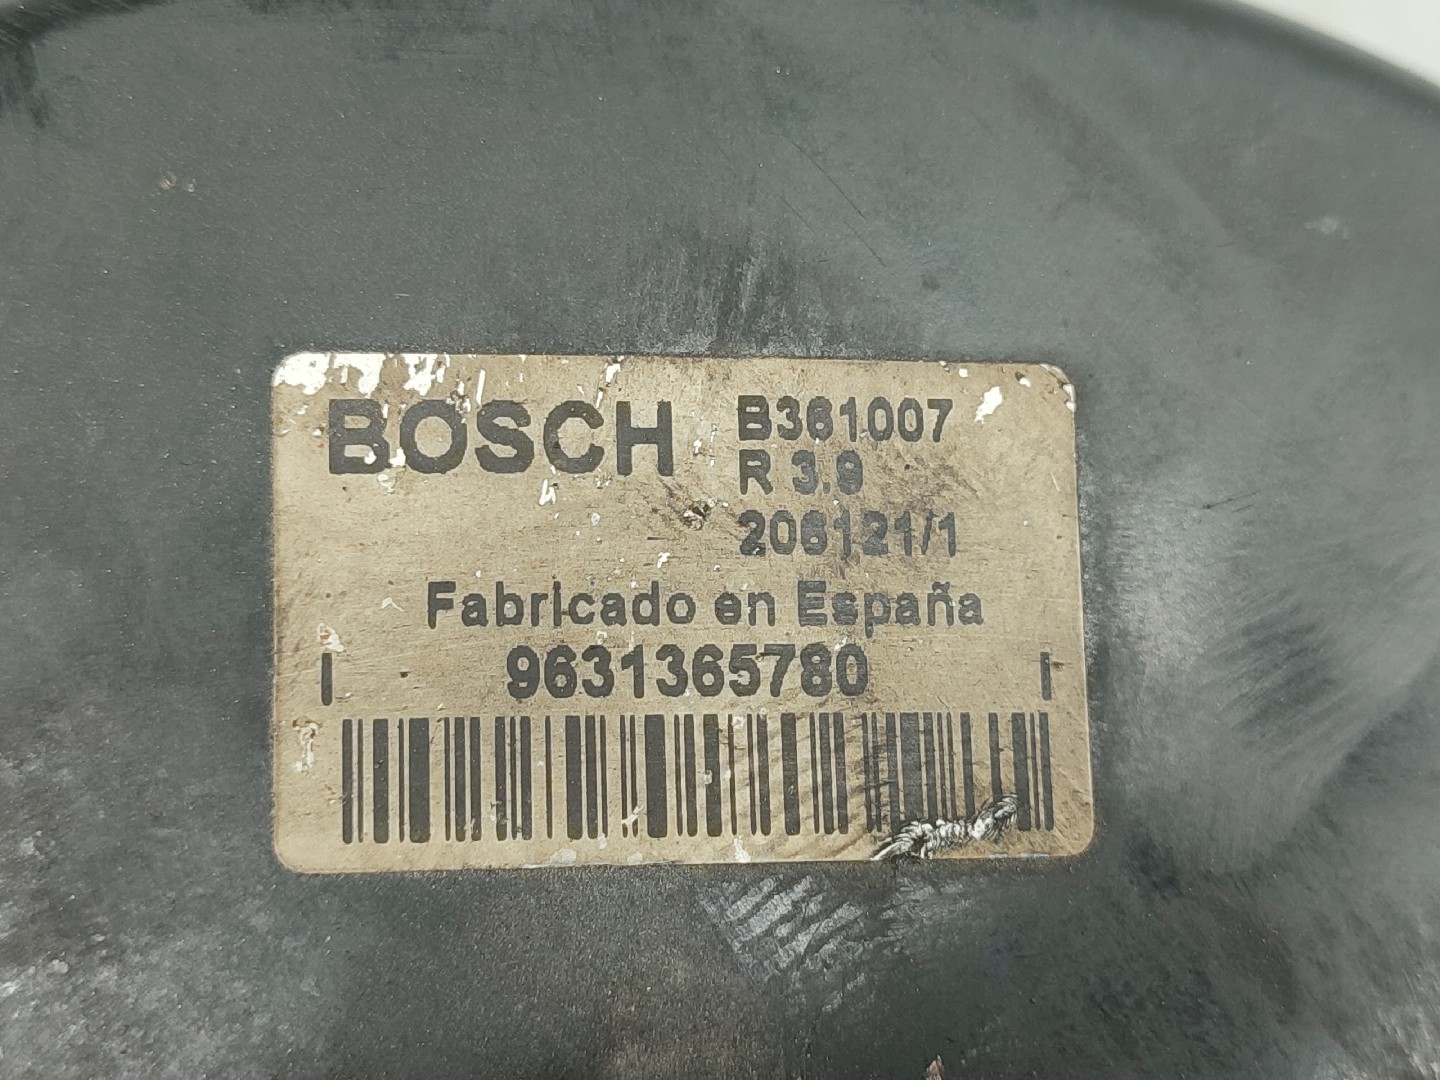 BOSCH B361007
R 3.9
206121/1
Fabricado en España
9631365780